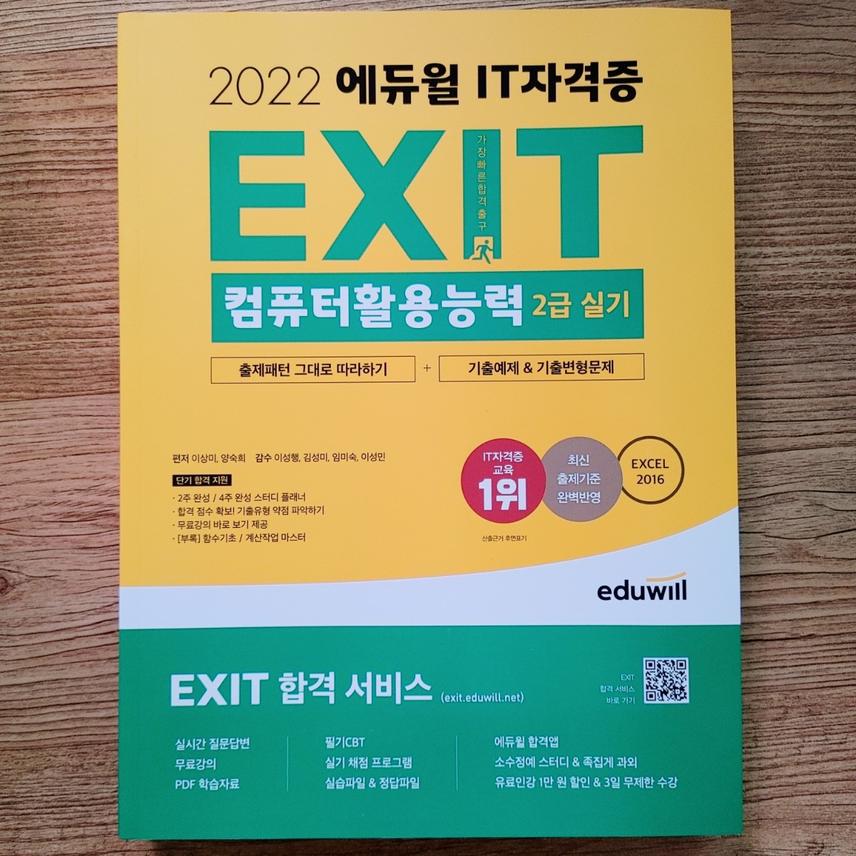 2022 에듀윌 IT자격증
EXIT
가장빠른합격출구
컴퓨터활용능력 2급 실기
출제패턴 그대로 따라하기 + 기출예제 & 기출변형문제
편저 이상미, 양숙희 감수 이성행, 김성미, 임미숙, 이성민
단기 합격 지원
· 2주 완성 / 4주 완성 스터디 플래너
· 합격 점수 확보! 기출유형 약점 파악하기
· 무료강의 바로 보기 제공
· [부록] 함수기초 / 계산작업 마스터
IT자격증
교육
1위
최신
출제기준
완벽반영
EXCEL
2016
산출근거 후면표기
eduwill
EXIT 합격 서비스 (exit.eduwill.net)
EXIT
합격 서비스
바로 가기
실시간 질문답변
무료강의
PDF 학습자료
필기CBT
실기 채점 프로그램
실습파일 & 정답파일
에듀윌 합격앱
소수정예 스터디 & 족집게 과외
유료인강 1만 원 할인 & 3일 무제한 수강